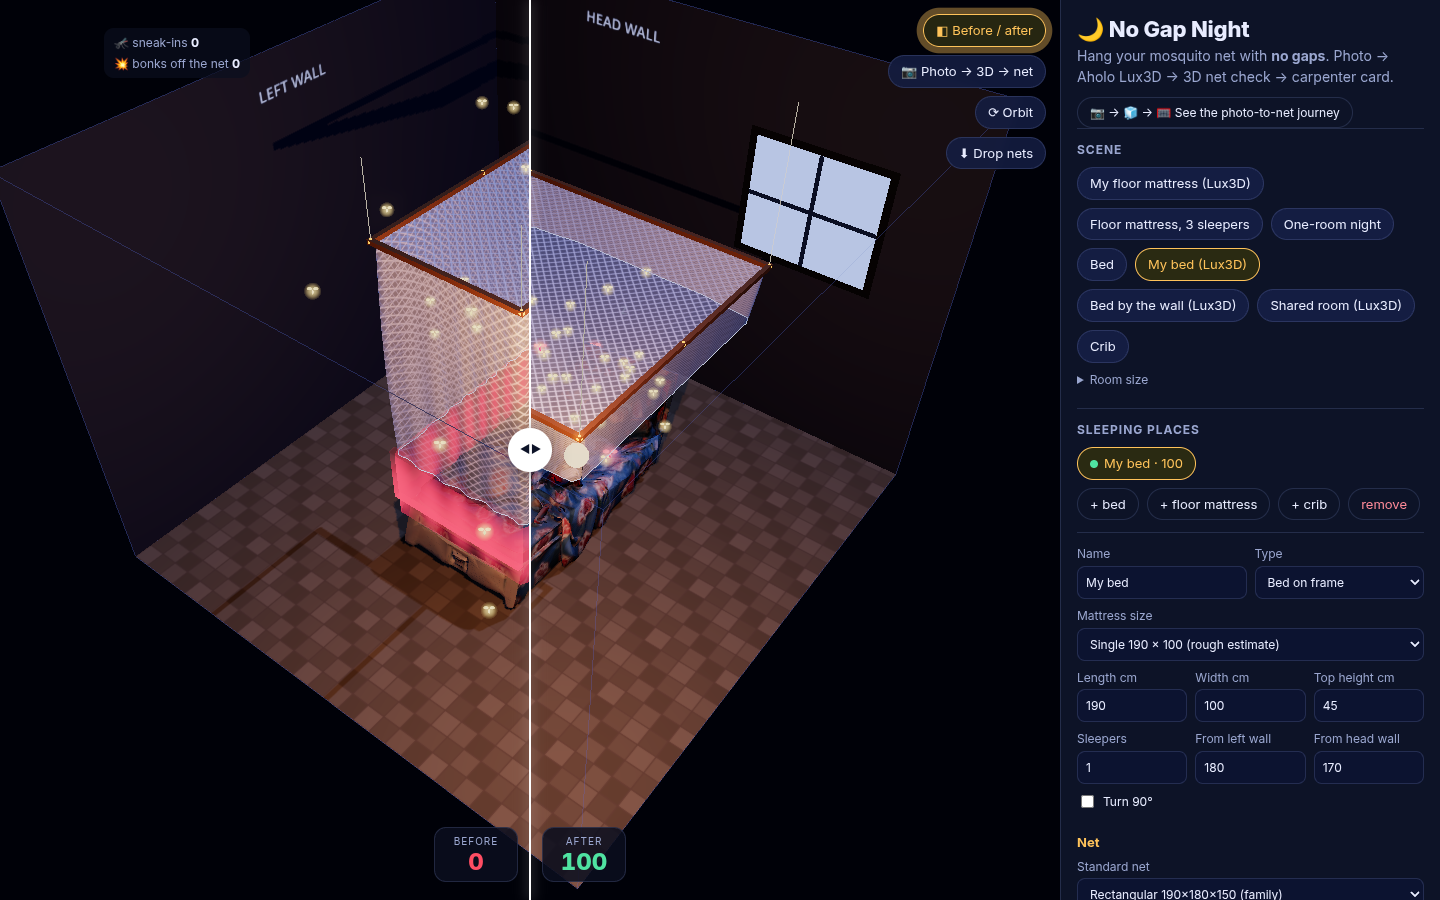 🦟 sneak-ins 0
💥 bonks off the net 0
LEFT WALL
HEAD WALL
◧ Before / after
📷 Photo → 3D → net
⟳ Orbit
⬇ Drop nets
BEFORE
0
AFTER
100
🌙 No Gap Night
Hang your mosquito net with no gaps. Photo →
Aholo Lux3D → 3D net check → carpenter card.
📷 → 🧊 → 🥅 See the photo-to-net journey
SCENE
My floor mattress (Lux3D)
Floor mattress, 3 sleepers
One-room night
Bed
My bed (Lux3D)
Bed by the wall (Lux3D)
Shared room (Lux3D)
Crib
▶ Room size
SLEEPING PLACES
My bed · 100
+ bed
+ floor mattress
+ crib
remove
Name
Type
My bed
Bed on frame
Mattress size
Single 190 × 100 (rough estimate)
Length cm
Width cm
Top height cm
190
100
45
Sleepers
From left wall
From head wall
1
180
170
Turn 90°
Net
Standard net
Rectangular 190×180×150 (family)